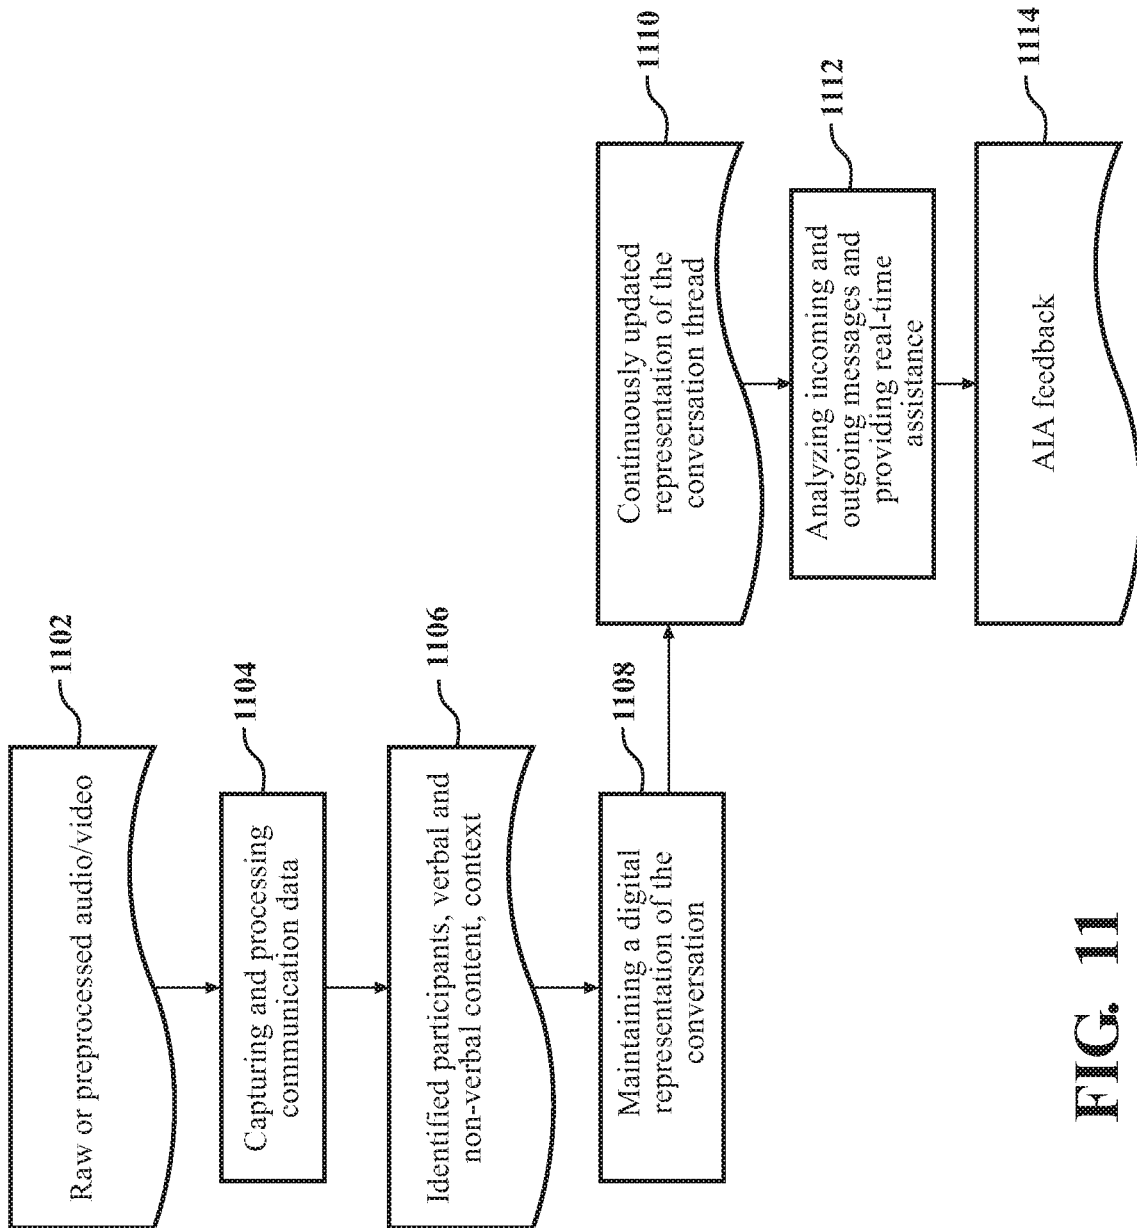 1102
Raw or preprocessed audio/video
1104
Capturing and processing
communication data
1106
Identified participants, verbal and
non-verbal content, context
1108
Maintaining a digital
representation of the
conversation
1110
Continuously updated
representation of the
conversation thread
1112
Analyzing incoming and
outgoing messages and
providing real-time
assistance
1114
AIA feedback
FIG. 11